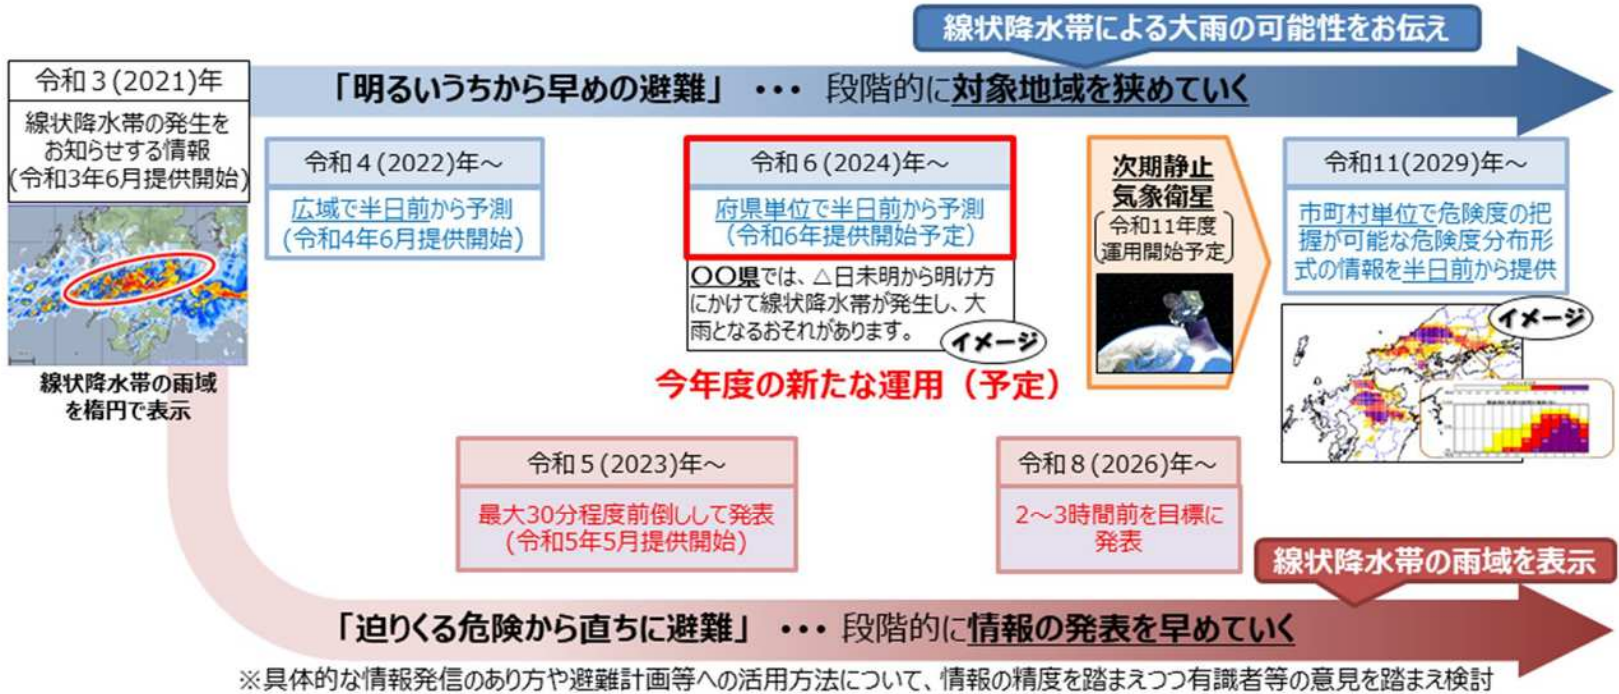 線状降水帯による大雨の可能性をお伝え
「明るいうちから早めの避難」 ・・・ 段階的に対象地域を狭めていく
令和３(2021)年
線状降水帯の発生を
お知らせする情報
(令和3年6月提供開始)
線状降水帯の雨域
を楕円で表示
令和４(2022)年～
広域で半日前から予測
(令和4年6月提供開始)
令和６(2024)年～
府県単位で半日前から予測
（令和6年提供開始予定）
〇〇県では、△日未明から明け方
にかけて線状降水帯が発生し、大
雨となるおそれがあります。
イメージ
今年度の新たな運用（予定）
次期静止
気象衛星
令和11年度
運用開始予定
令和11(2029)年～
市町村単位で危険度の把
握が可能な危険度分布形
式の情報を半日前から提供
イメージ
令和５(2023)年～
最大30分程度前倒しして発表
(令和5年5月提供開始)
令和８(2026)年～
2～3時間前を目標に
発表
線状降水帯の雨域を表示
「迫りくる危険から直ちに避難」 ・・・ 段階的に情報の発表を早めていく
※具体的な情報発信のあり方や避難計画等への活用方法について、情報の精度を踏まえつつ有識者等の意見を踏まえ検討